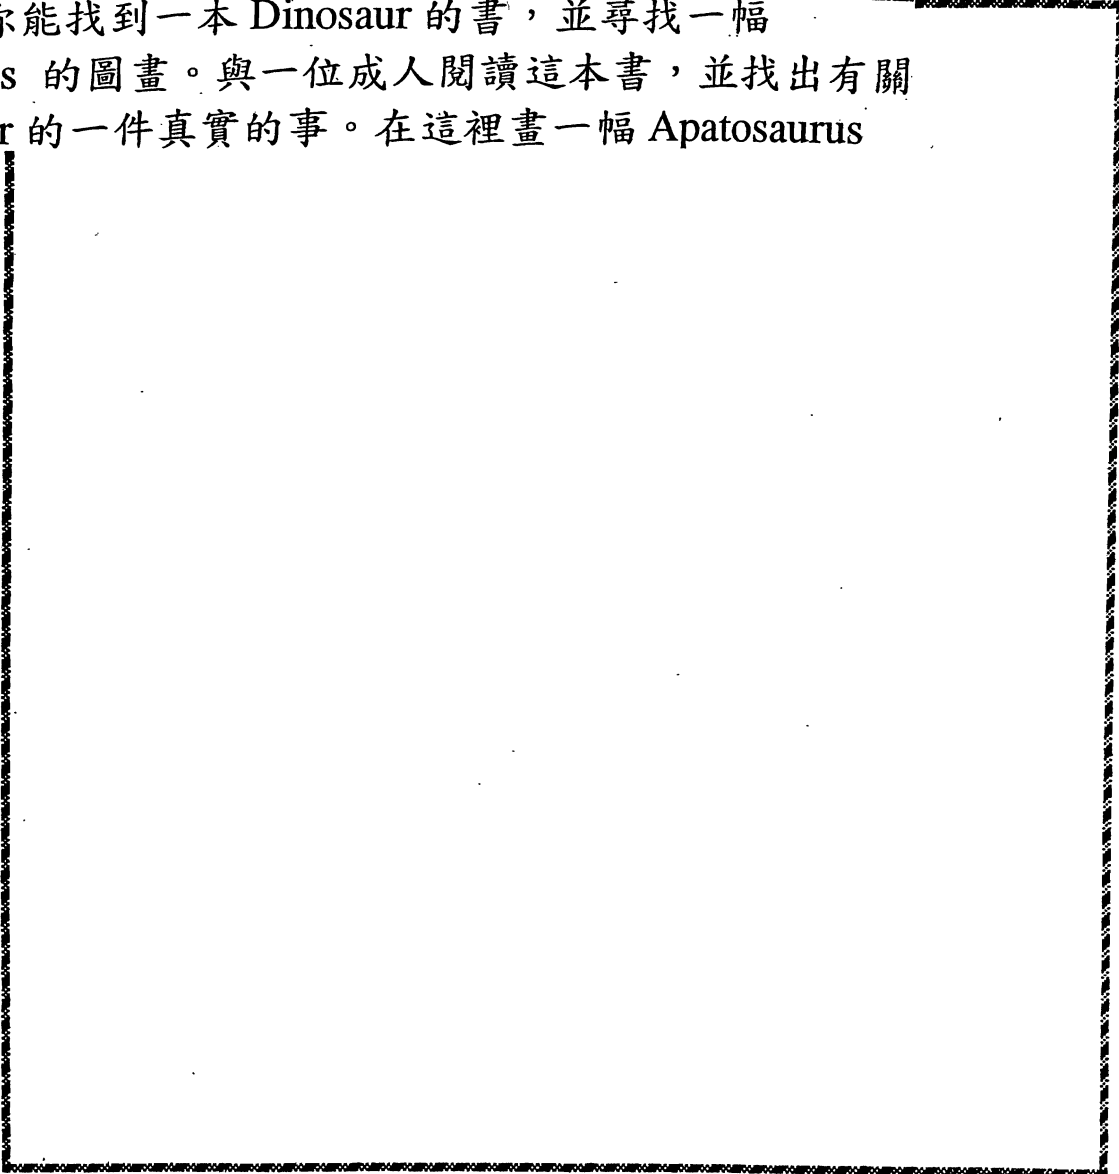 你能找到一本 Dinosaur 的書，並尋找一幅
s 的圖畫。與一位成人閱讀這本書，並找出有關
r 的一件真實的事。在這裡畫一幅 Apatosaurus